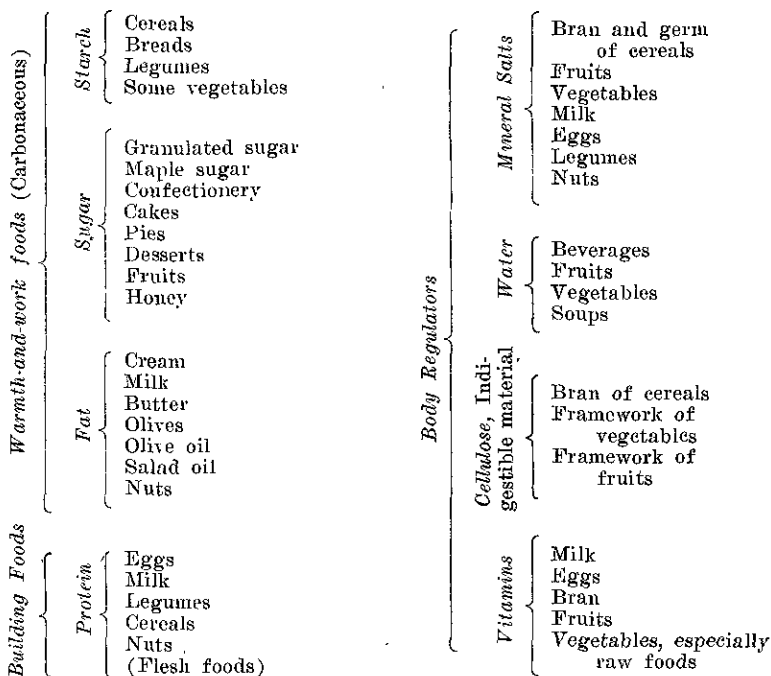 Warmth-and-work foods (Carbonaceous)
Starch
Cereals
Breads
Legumes
Some vegetables
Sugar
Granulated sugar
Maple sugar
Confectionery
Cakes
Pies
Desserts
Fruits
Honey
Fat
Cream
Milk
Butter
Olives
Olive oil
Salad oil
Nuts
Building Foods
Protein
Eggs
Milk
Legumes
Cereals
Nuts
(Flesh foods)
Body Regulators
Mineral Salts
Bran and germ
of cereals
Fruits
Vegetables
Milk
Eggs
Legumes
Nuts
Water
Beverages
Fruits
Vegetables
Soups
Cellulose, Indi-
gestible material
Bran of cereals
Framework of
vegetables
Framework of
fruits
Vitamins
Milk
Eggs
Bran
Fruits
Vegetables, especially
raw foods